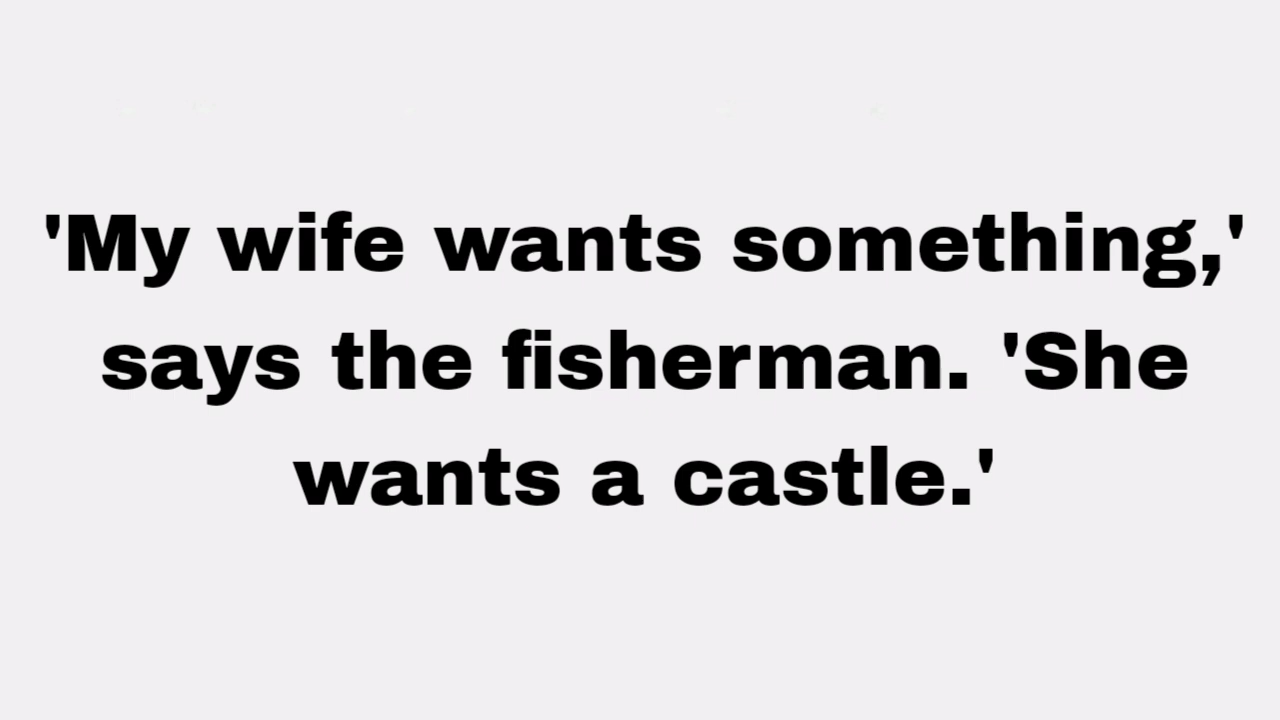 'My wife wants something,'
says the fisherman. 'She
wants a castle.'